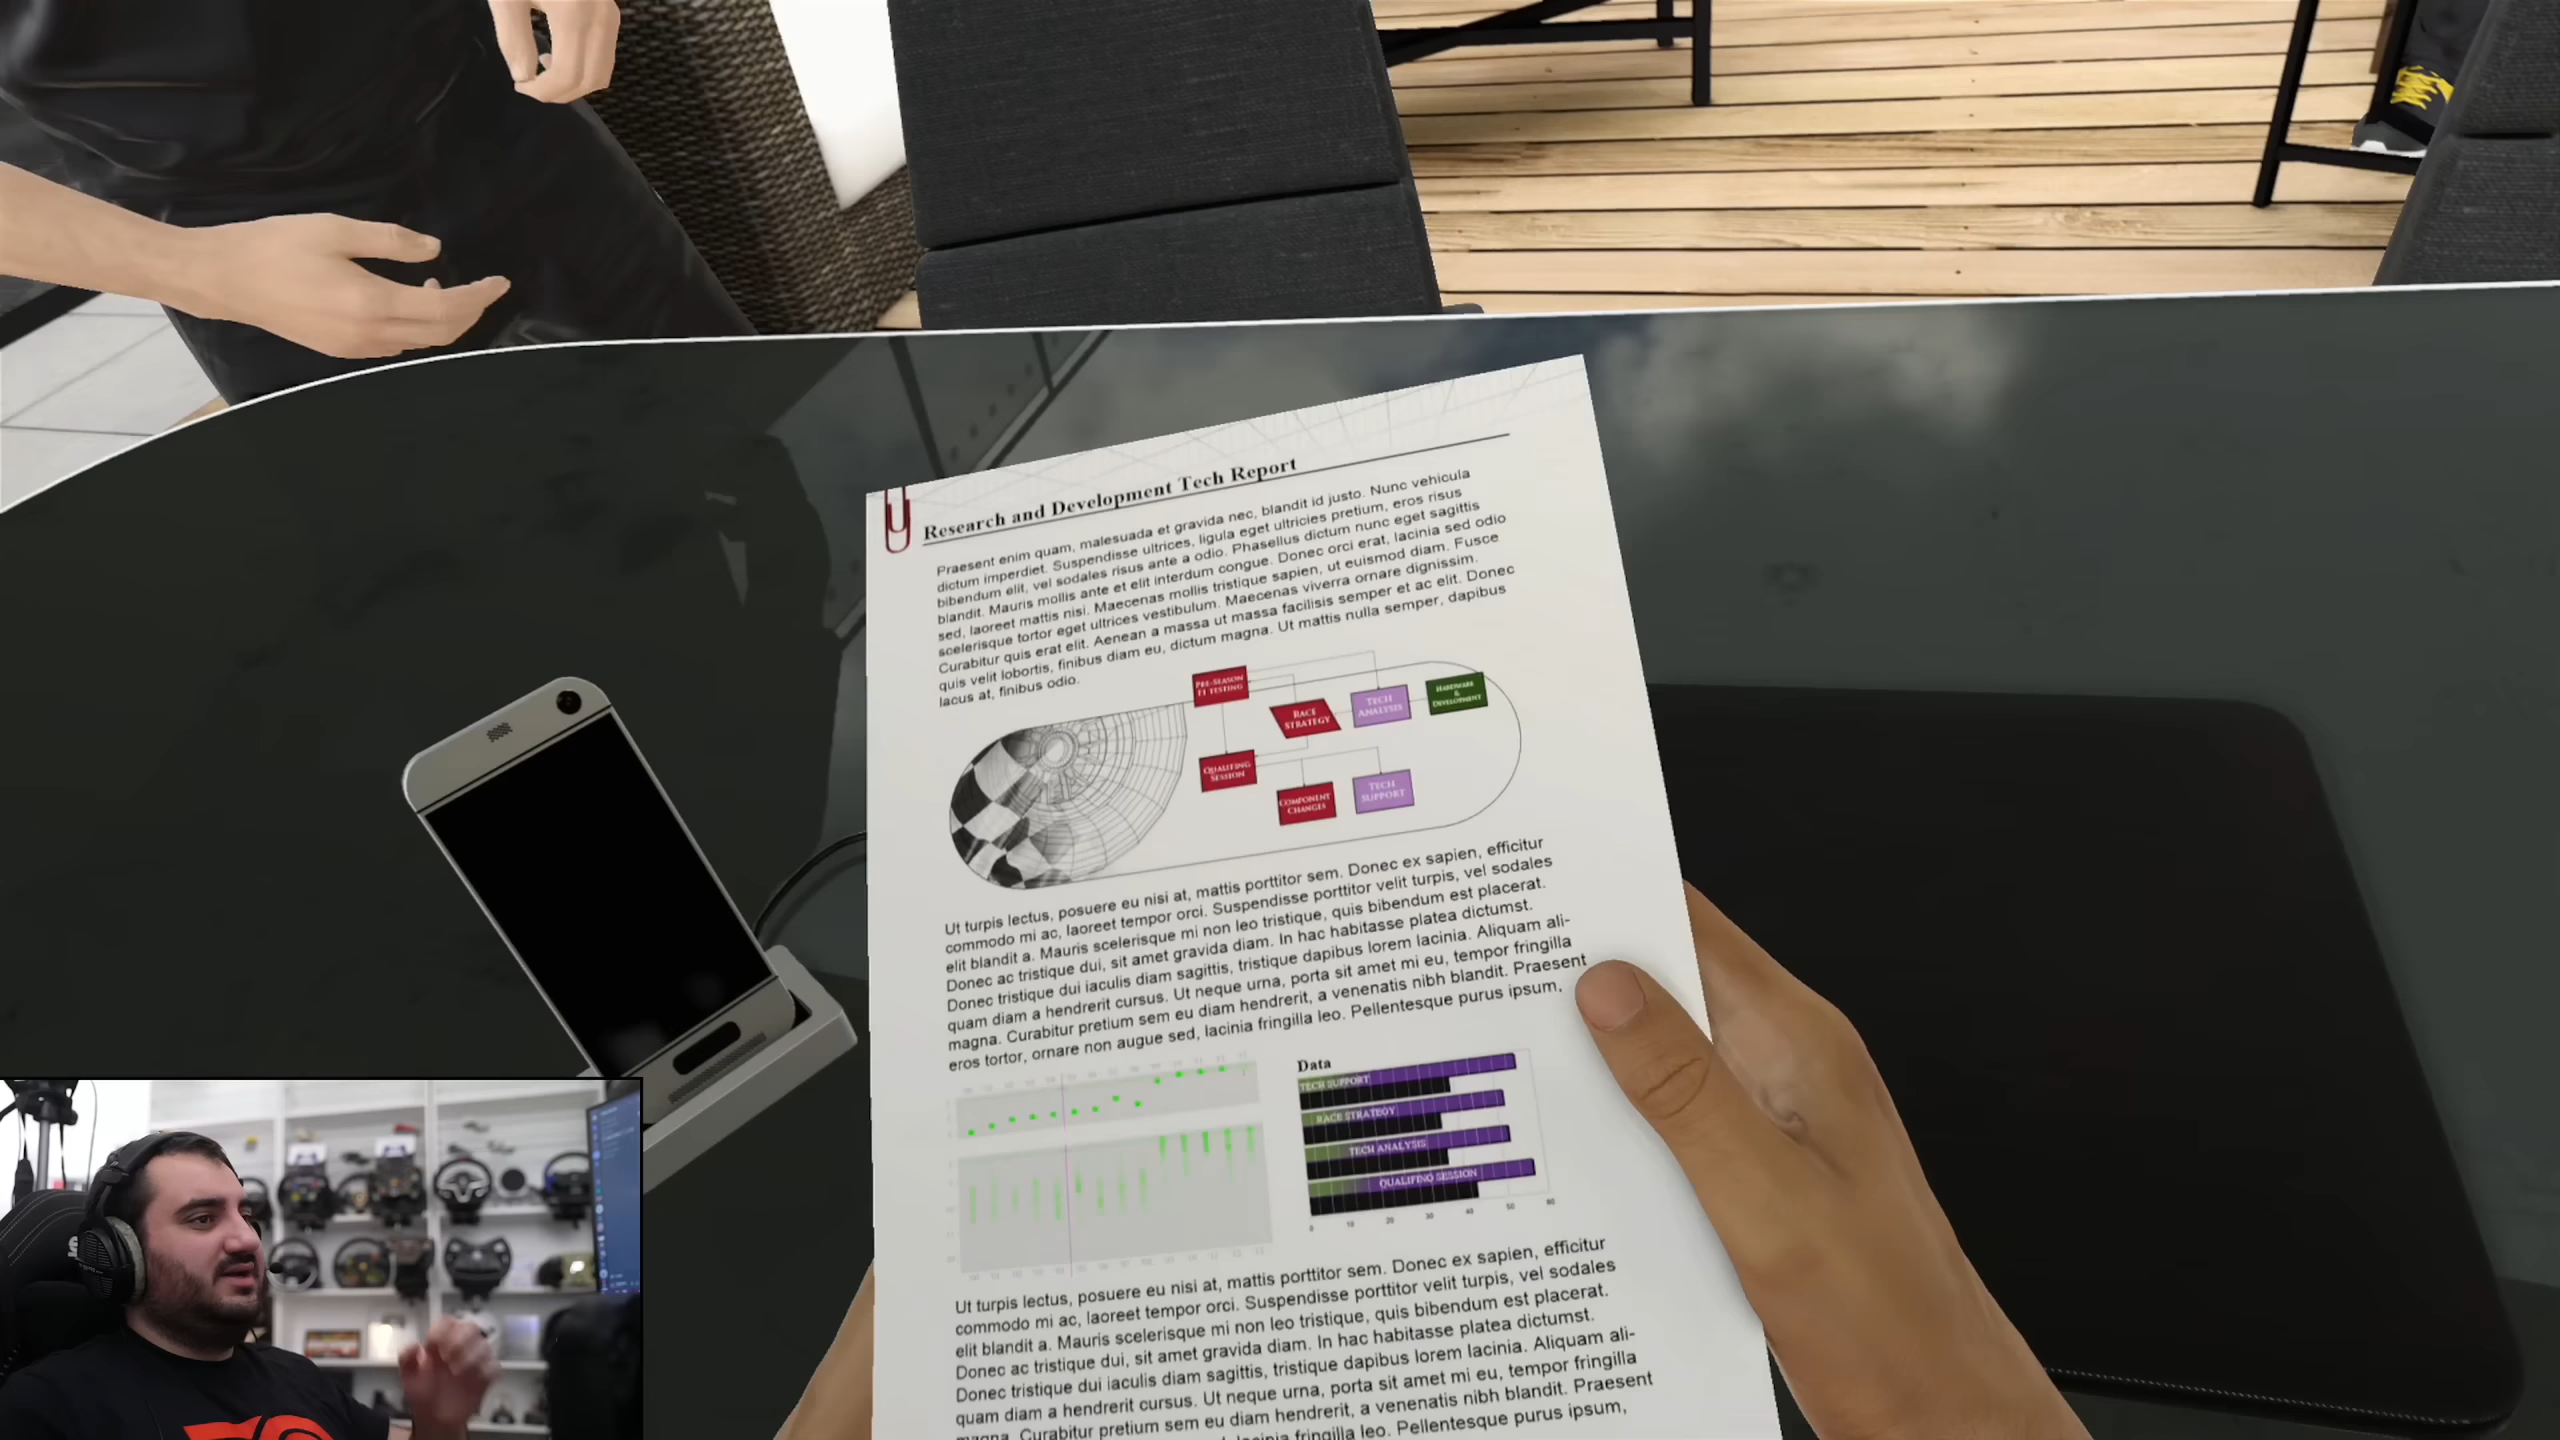 Research and Development Tech Report
Praesent enim quam, malesuada et gravida nec, blandit id justo. Nunc vehicula
dictum imperdiet. Suspendisse ultrices, ligula eget ultricies pretium, eros risus
bibendum elit, vel sodales risus ante a odio. Phasellus dictum nunc eget sagittis
blandit. Mauris mollis ante et elit interdum congue. Donec orci erat, lacinia sed odio
sed, laoreet mattis nisi. Maecenas mollis tristique sapien, ut euismod diam. Fusce
scelerisque tortor eget ultrices vestibulum. Maecenas viverra ornare dignissim.
Curabitur quis erat elit. Aenean a massa ut massa facilisis semper et ac elit. Donec
quis velit lobortis, finibus diam eu, dictum magna. Ut mattis nulla semper, dapibus
lacus at, finibus odio.
PRE-SEASON
F1 TESTING
RACE
STRATEGY
TECH
ANALYSIS
HARDWARE
&
DEVELOPMENT
QUALIFING
SESSION
COMPONENT
CHANGES
TECH
SUPPORT
Ut turpis lectus, posuere eu nisi at, mattis porttitor sem. Donec ex sapien, efficitur
commodo mi ac, laoreet tempor orci. Suspendisse porttitor velit turpis, vel sodales
elit blandit a. Mauris scelerisque mi non leo tristique, quis bibendum est placerat.
Donec ac tristique dui, sit amet gravida diam. In hac habitasse platea dictumst.
Donec tristique dui iaculis diam sagittis, tristique dapibus lorem lacinia. Aliquam ali-
quam diam a hendrerit cursus. Ut neque urna, porta sit amet mi eu, tempor fringilla
magna. Curabitur pretium sem eu diam hendrerit, a venenatis nibh blandit. Praesent
eros tortor, ornare non augue sed, lacinia fringilla leo. Pellentesque purus ipsum,
Data
TECH SUPPORT
RACE STRATEGY
TECH ANALYSIS
QUALIFING SESSION
0 10 20 30 40 50 60
Ut turpis lectus, posuere eu nisi at, mattis porttitor sem. Donec ex sapien, efficitur
commodo mi ac, laoreet tempor orci. Suspendisse porttitor velit turpis, vel sodales
elit blandit a. Mauris scelerisque mi non leo tristique, quis bibendum est placerat.
Donec ac tristique dui, sit amet gravida diam. In hac habitasse platea dictumst.
Donec tristique dui iaculis diam sagittis, tristique dapibus lorem lacinia. Aliquam ali-
quam diam a hendrerit cursus. Ut neque urna, porta sit amet mi eu, tempor fringilla
magna. Curabitur pretium sem eu diam hendrerit, a venenatis nibh blandit. Praesent
lacinia fringilla leo. Pellentesque purus ipsum,